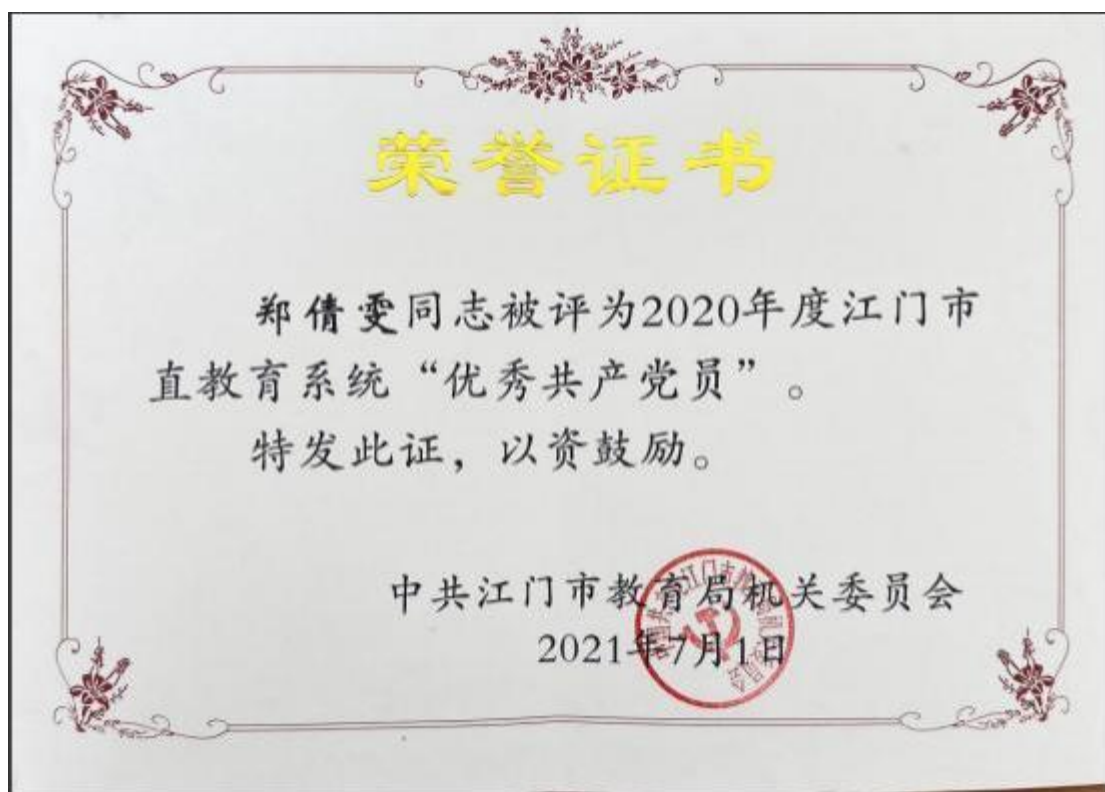 荣誉证书
郑倩雯同志被评为2020年度江门市
直教育系统“优秀共产党员”。
特发此证，以资鼓励。
中共江门市教育局机关委员会
2021年7月1日